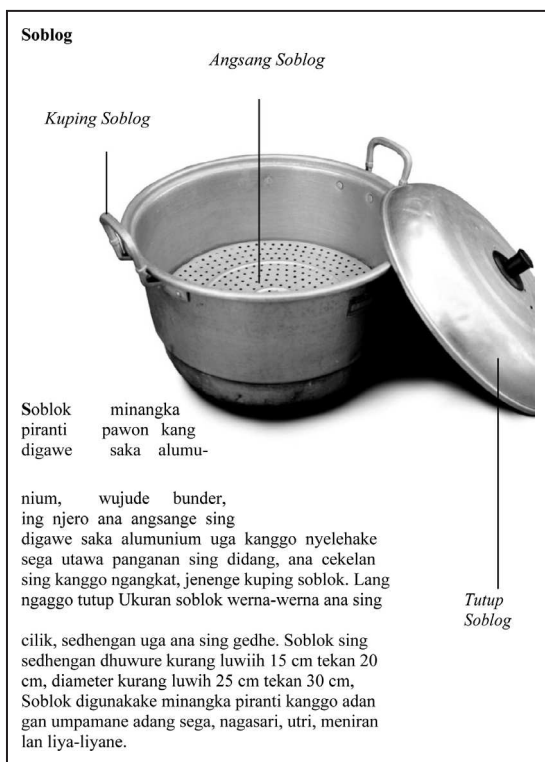 Soblog
Angsang Soblog
Kuping Soblog
Soblok minangka
piranti pawon kang
digawe saka alumu-
nium, wujude bunder,
ing njero ana angsange sing
digawe saka alumunium uga kanggo nyelehake
sega utawa panganan sing didang, ana cekelan
sing kanggo ngangkat, jenenge kuping soblok. Lang
ngaggo tutup Ukuran soblok werna-werna ana sing
Tutup
Soblog
cilik, sedhengan uga ana sing gedhe. Soblok sing
sedhengan dhuwure kurang luwiih 15 cm tekan 20
cm, diameter kurang luwih 25 cm tekan 30 cm,
Soblok digunakake minangka piranti kanggo adan
gan umpamane adang sega, nagasari, utri, meniran
lan liya-liyane.